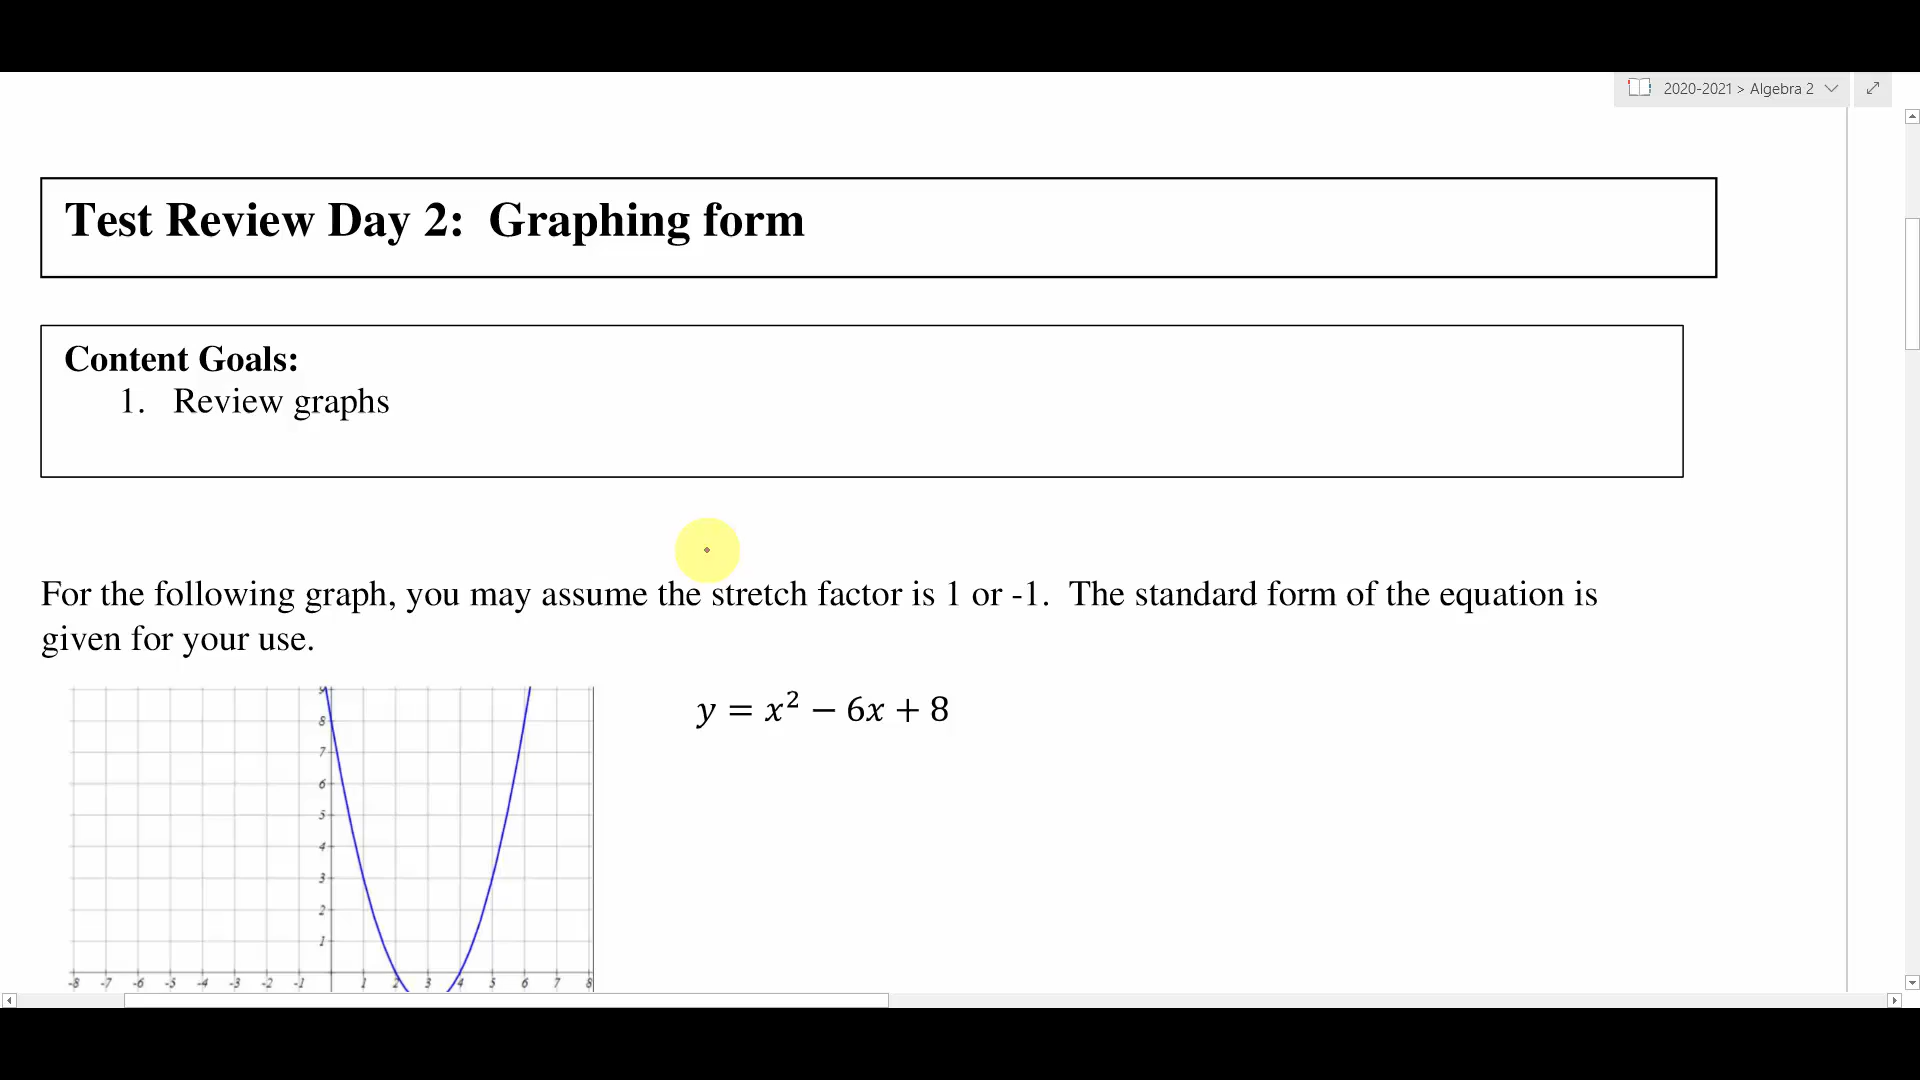 2020-2021 > Algebra 2
Test Review Day 2: Graphing form
Content Goals:
1. Review graphs
For the following graph, you may assume the stretch factor is 1 or -1. The standard form of the equation is
given for your use.
y = x² − 6x + 8
9
8
7
6
5
4
3
2
1
-8 -7 -6 -5 -4 -3 -2 -1 1 2 3 4 5 6 7 8